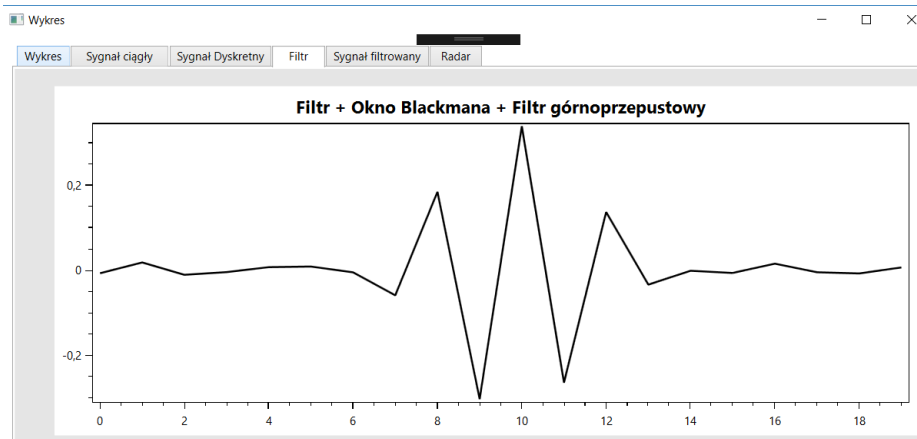 Wykres
Wykres Sygnał ciągły Sygnał Dyskretny Filtr Sygnał filtrowany Radar
Filtr + Okno Blackmana + Filtr górnoprzepustowy
0,2
0
-0,2
0 2 4 6 8 10 12 14 16 18